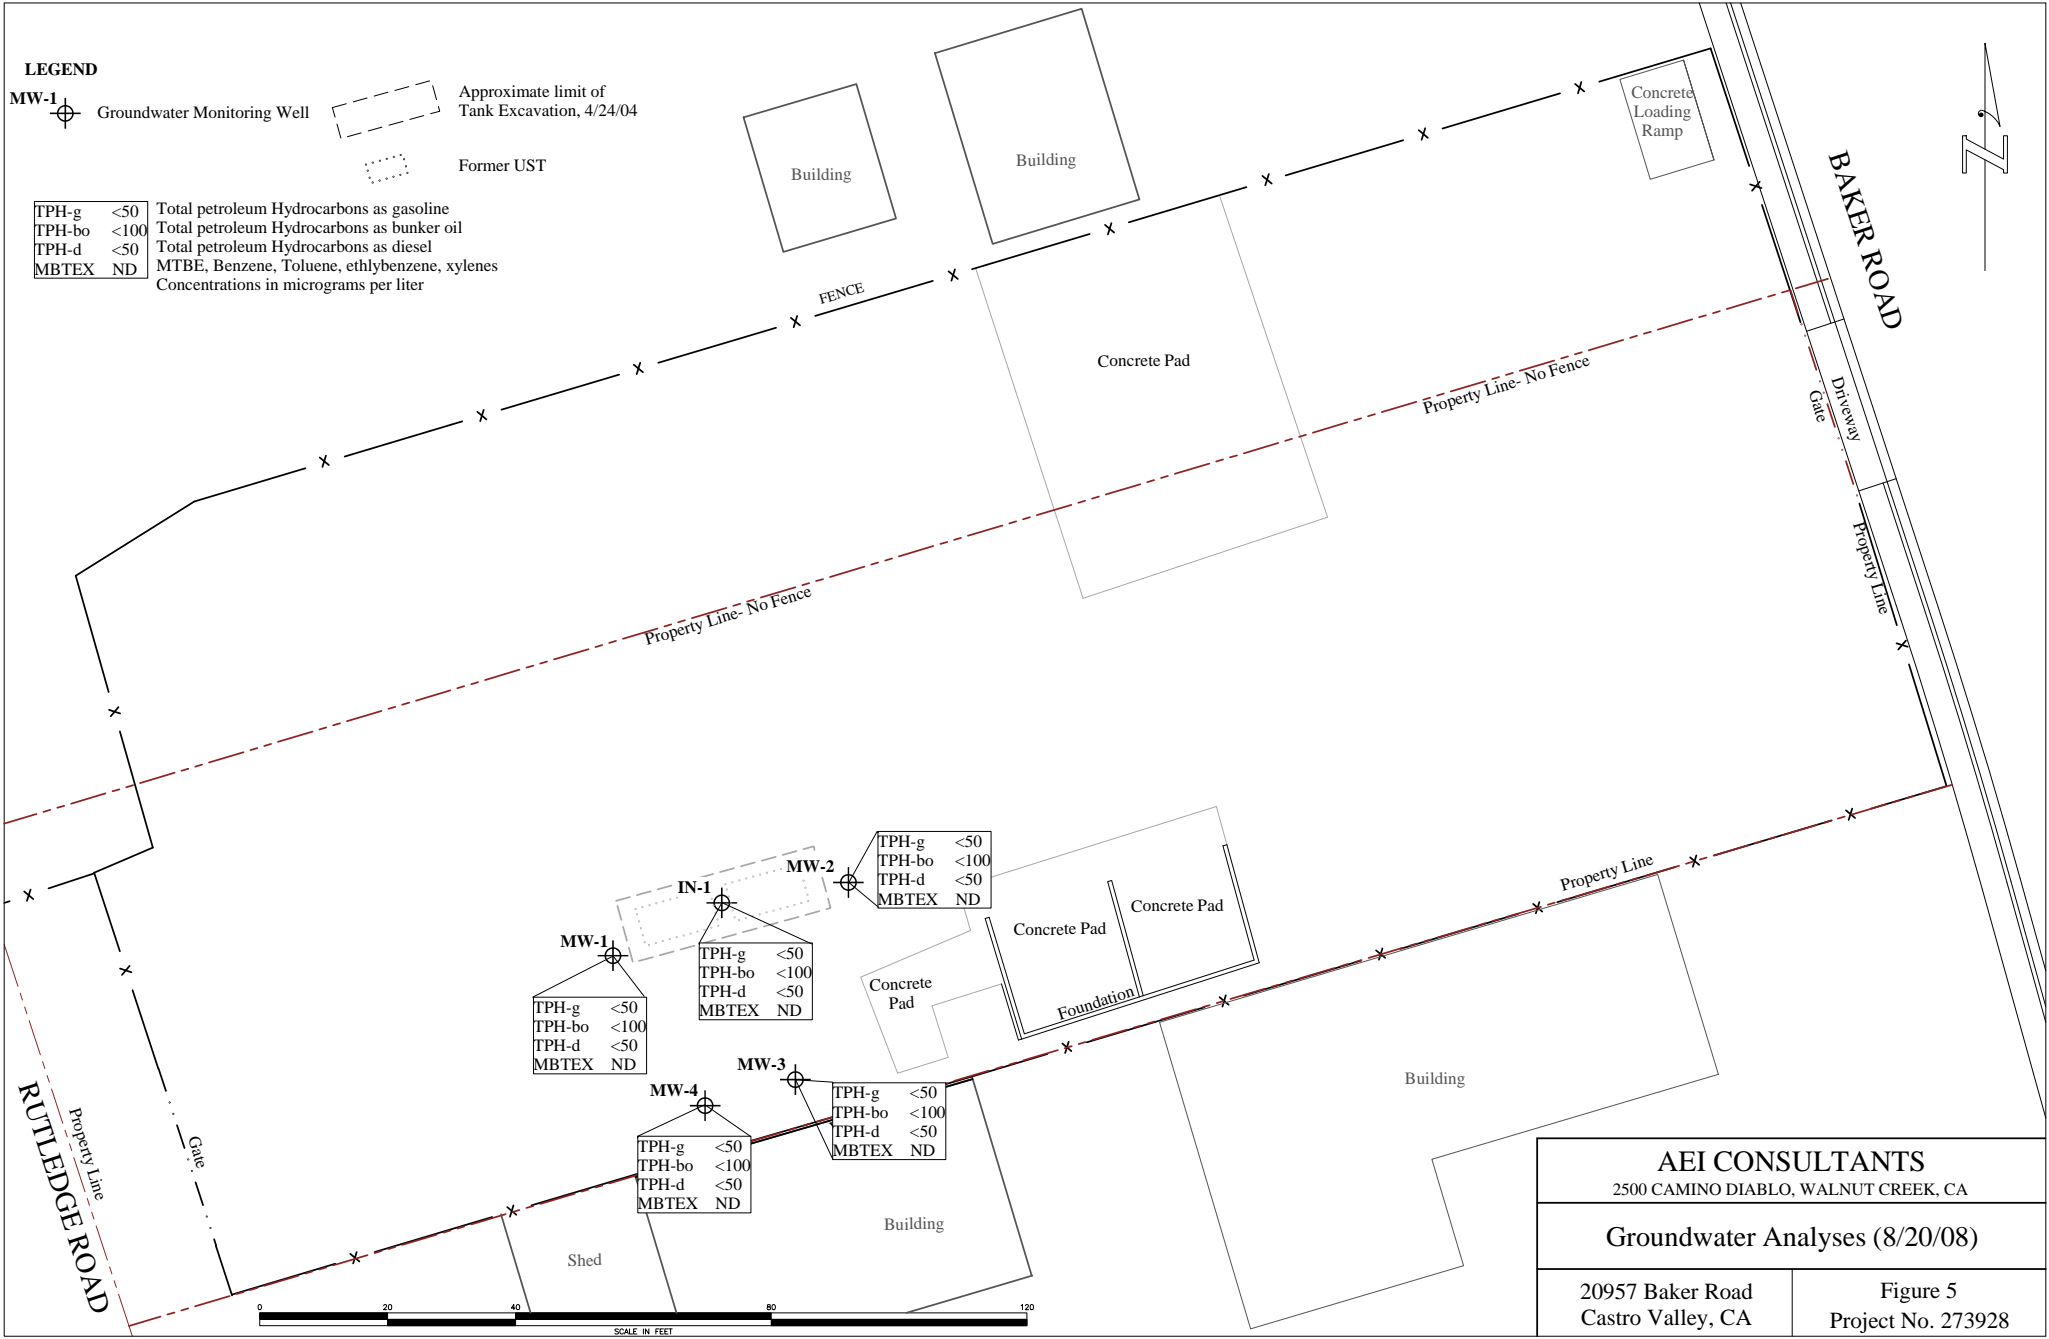 LEGEND
MW-1
Groundwater Monitoring Well
Approximate limit of
Tank Excavation, 4/24/04
Former UST
TPH-g <50 Total petroleum Hydrocarbons as gasoline
TPH-bo <100 Total petroleum Hydrocarbons as bunker oil
TPH-d <50 Total petroleum Hydrocarbons as diesel
MBTEX ND MTBE, Benzene, Toluene, ethlybenzene, xylenes
Concentrations in micrograms per liter
Building
Building
Concrete
Loading
Ramp
N
BAKER ROAD
FENCE
Concrete Pad
Property Line- No Fence
Driveway
Gate
Property Line
Property Line- No Fence
MW-2
TPH-g <50
TPH-bo <100
TPH-d <50
MBTEX ND
IN-1
TPH-g <50
TPH-bo <100
TPH-d <50
MBTEX ND
MW-1
TPH-g <50
TPH-bo <100
TPH-d <50
MBTEX ND
MW-3
TPH-g <50
TPH-bo <100
TPH-d <50
MBTEX ND
MW-4
TPH-g <50
TPH-bo <100
TPH-d <50
MBTEX ND
Concrete Pad
Concrete Pad
Concrete
Pad
Foundation
Property Line
Building
Building
Shed
Gate
Property Line
RUTLEDGE ROAD
0 20 40 80 120
SCALE IN FEET
AEI CONSULTANTS
2500 CAMINO DIABLO, WALNUT CREEK, CA
Groundwater Analyses (8/20/08)
20957 Baker Road
Castro Valley, CA
Figure 5
Project No. 273928